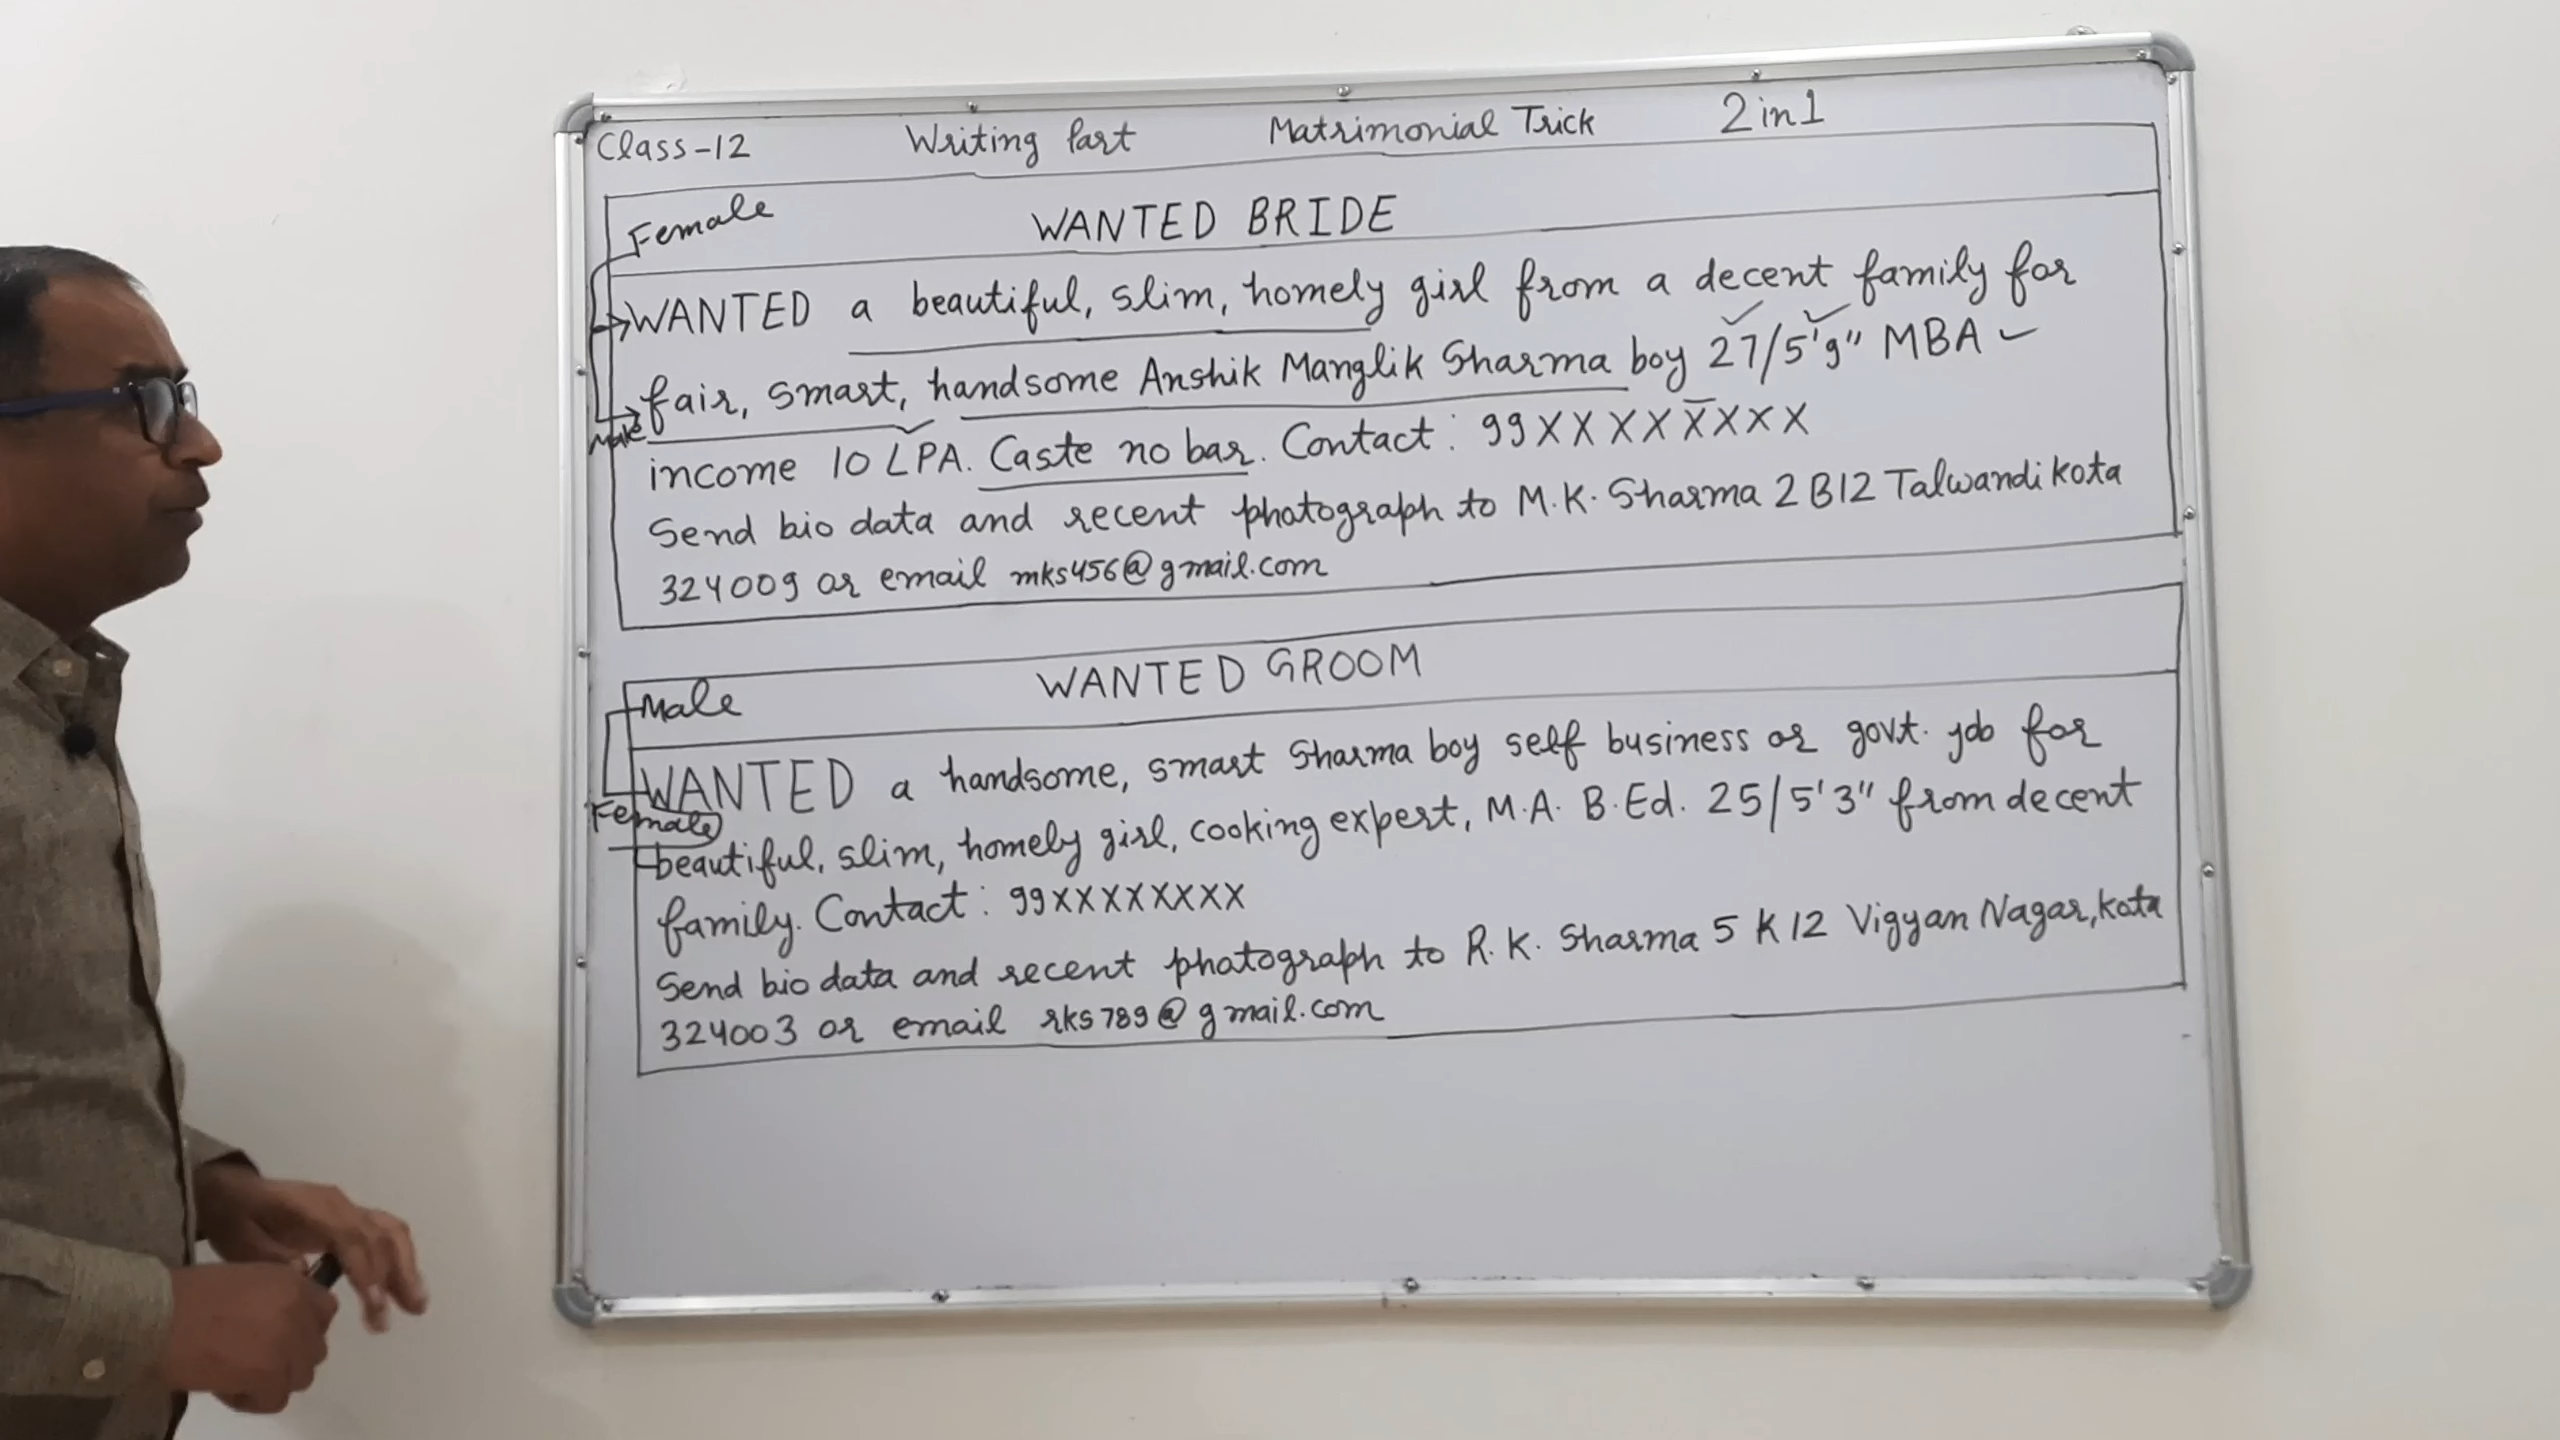 Class-12 Writing Part Matrimonial Trick 2 in 1
Female WANTED BRIDE
WANTED a beautiful, slim, homely girl from a decent family for
fair, smart, handsome Anshik Manglik Sharma boy 27/5'9" MBA
Male
income 10 LPA. Caste no bar. Contact: 99XXXXXXXX
Send bio data and recent photograph to M.K. Sharma 2 B 12 Talwandi kota
324009 or email mks456@gmail.com
Male WANTED GROOM
WANTED a handsome, smart Sharma boy self business or govt. job for
Female
beautiful, slim, homely girl, cooking expert, M.A. B.Ed. 25/5'3" from decent
family. Contact: 99XXXXXXXX
Send bio data and recent photograph to R.K. Sharma 5 K 12 Vigyan Nagar, kota
324003 or email rks789@gmail.com